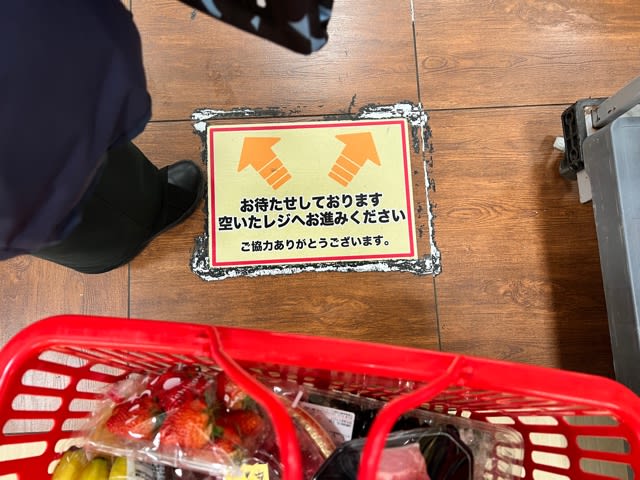 お待たせしております
空いたレジへお進みください
ご協力ありがとうございます。